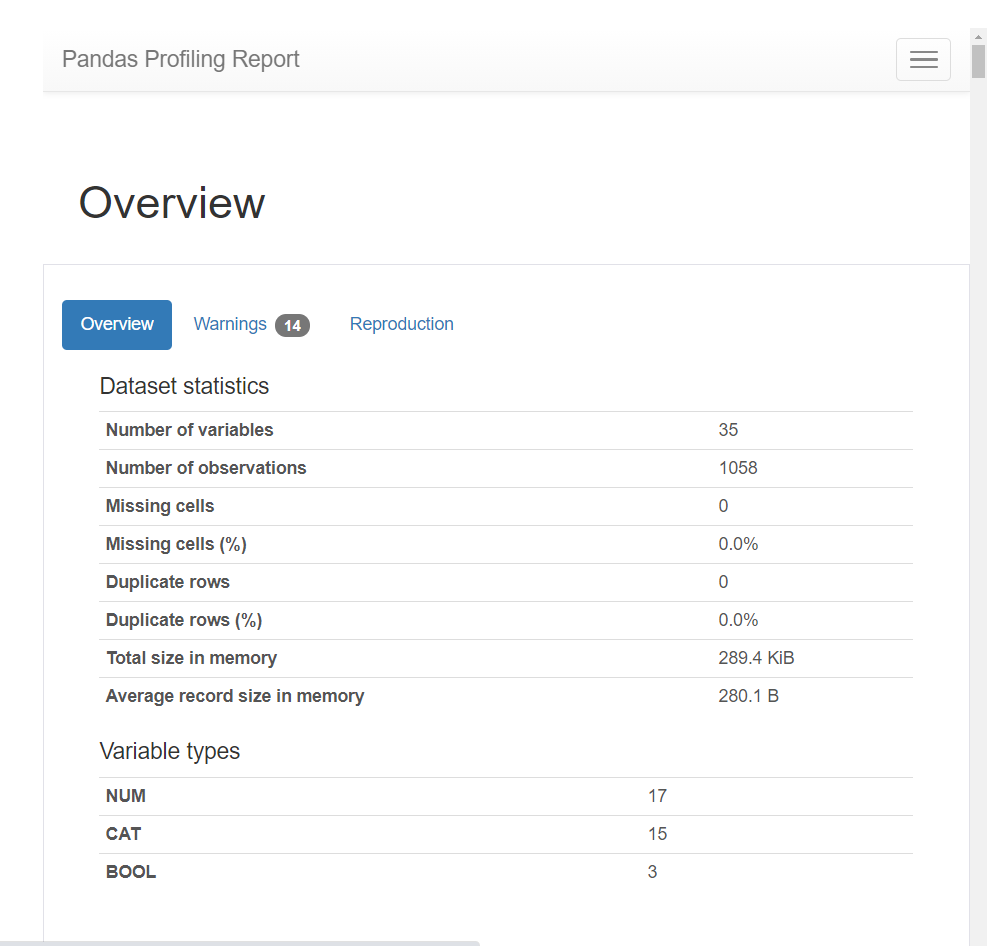 Pandas Profiling Report
Overview
Overview Warnings 14 Reproduction
Dataset statistics
Number of variables 35
Number of observations 1058
Missing cells 0
Missing cells (%) 0.0%
Duplicate rows 0
Duplicate rows (%) 0.0%
Total size in memory 289.4 KiB
Average record size in memory 280.1 B
Variable types
NUM 17
CAT 15
BOOL 3